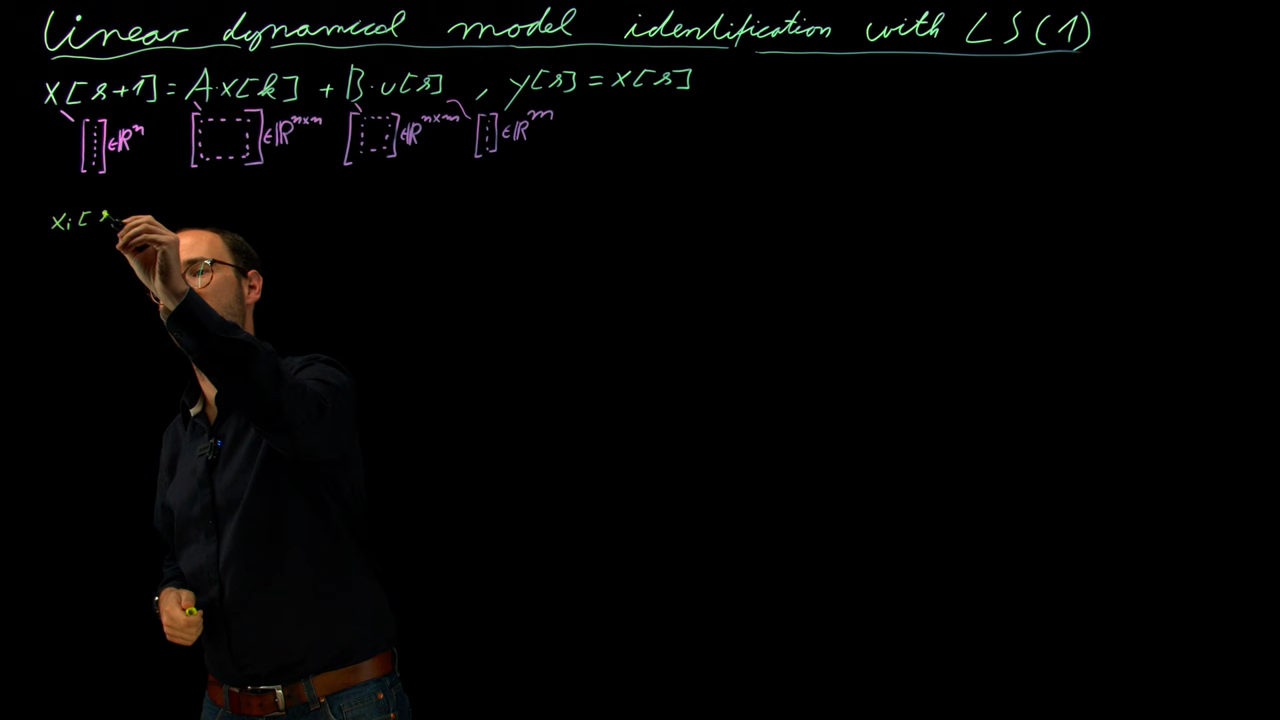 Linear dynamical model identification with LS (1)
x[k+1] = A·x[k] + B·u[k] , y[k] = x[k]
[ ] ∈ ℝⁿ [ ] ∈ ℝⁿˣⁿ [ ] ∈ ℝⁿˣᵐ [ ] ∈ ℝᵐ
xᵢ[k